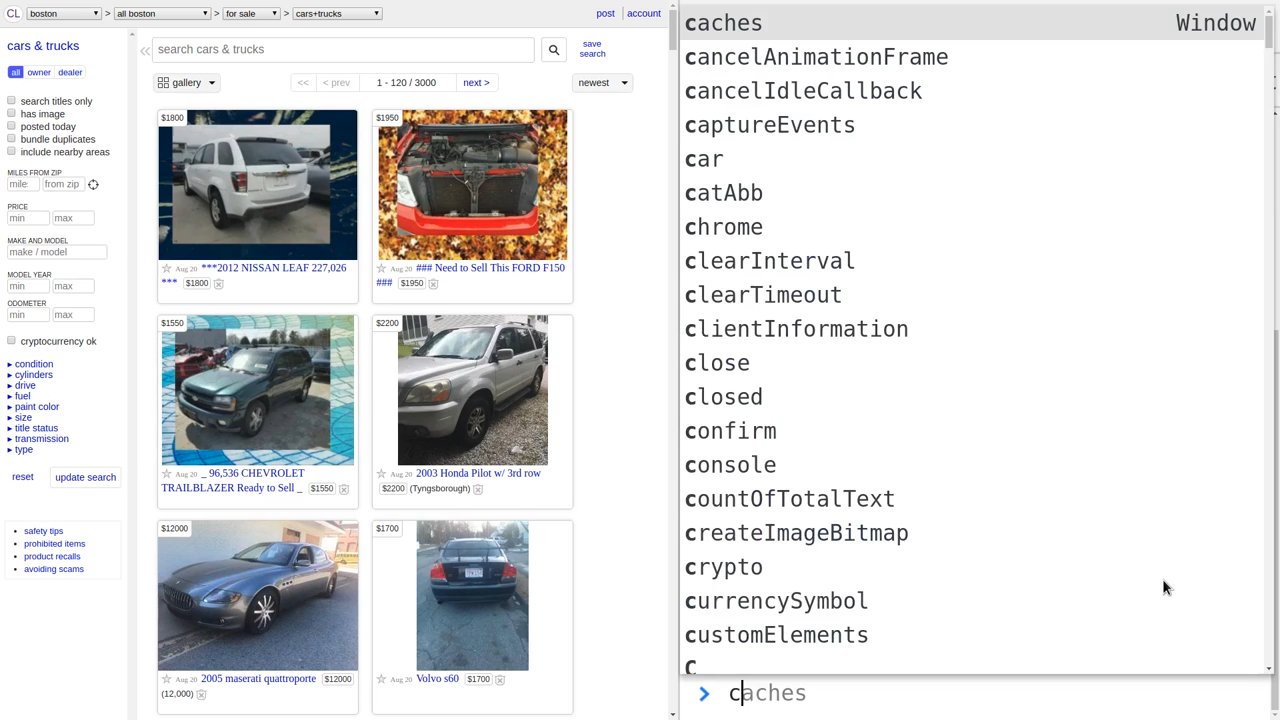 CL boston > all boston > for sale > cars+trucks post account
cars & trucks
all owner dealer
search titles only
has image
posted today
bundle duplicates
include nearby areas
MILES FROM ZIP
mile from zip
PRICE
min max
MAKE AND MODEL
make / model
MODEL YEAR
min max
ODOMETER
min max
cryptocurrency ok
▸ condition
▸ cylinders
▸ drive
▸ fuel
▸ paint color
▸ size
▸ title status
▸ transmission
▸ type
reset update search
safety tips
prohibited items
product recalls
avoiding scams
« search cars & trucks
save
search
gallery << < prev 1 - 120 / 3000 next > newest
$1800
Aug 20 ***2012 NISSAN LEAF 227,026
*** $1800
$1950
Aug 20 ### Need to Sell This FORD F150
### $1950
$1550
Aug 20 _ 96,536 CHEVROLET
TRAILBLAZER Ready to Sell _ $1550
$2200
Aug 20 2003 Honda Pilot w/ 3rd row
$2200 (Tyngsborough)
$12000
Aug 20 2005 maserati quattroporte $12000
(12,000)
$1700
Aug 20 Volvo s60 $1700
caches Window
cancelAnimationFrame
cancelIdleCallback
captureEvents
car
catAbb
chrome
clearInterval
clearTimeout
clientInformation
close
closed
confirm
console
countOfTotalText
createImageBitmap
crypto
currencySymbol
customElements
C
> caches